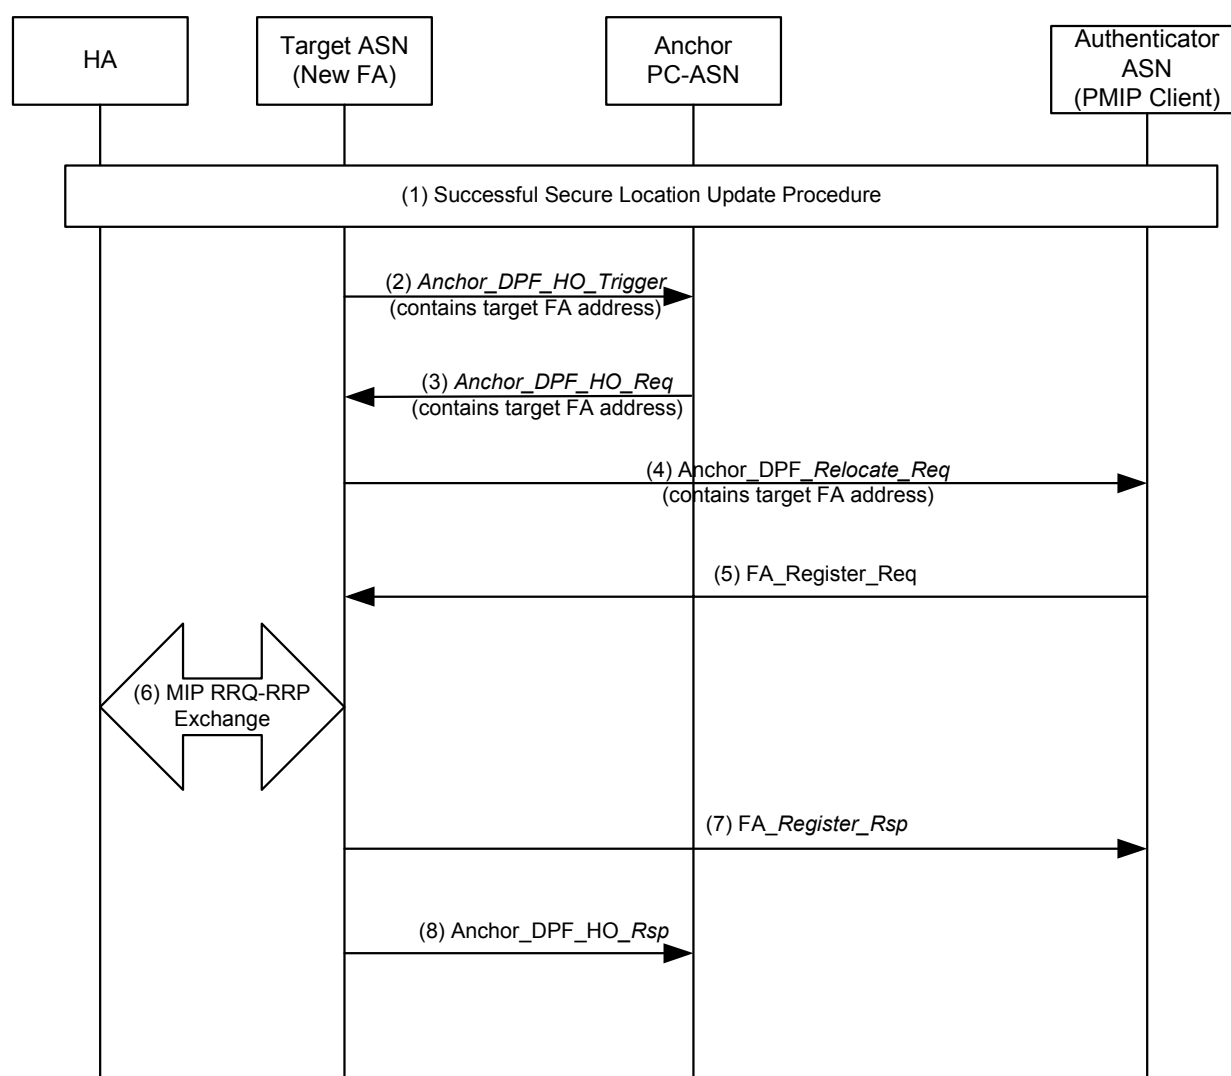 HA
Target ASN
(New FA)
Anchor
PC-ASN
Authenticator
ASN
(PMIP Client)
(1) Successful Secure Location Update Procedure
(2) Anchor_DPF_HO_Trigger
(contains target FA address)
(3) Anchor_DPF_HO_Req
(contains target FA address)
(4) Anchor_DPF_Relocate_Req
(contains target FA address)
(5) FA_Register_Req
(6) MIP RRQ-RRP
Exchange
(7) FA_Register_Rsp
(8) Anchor_DPF_HO_Rsp